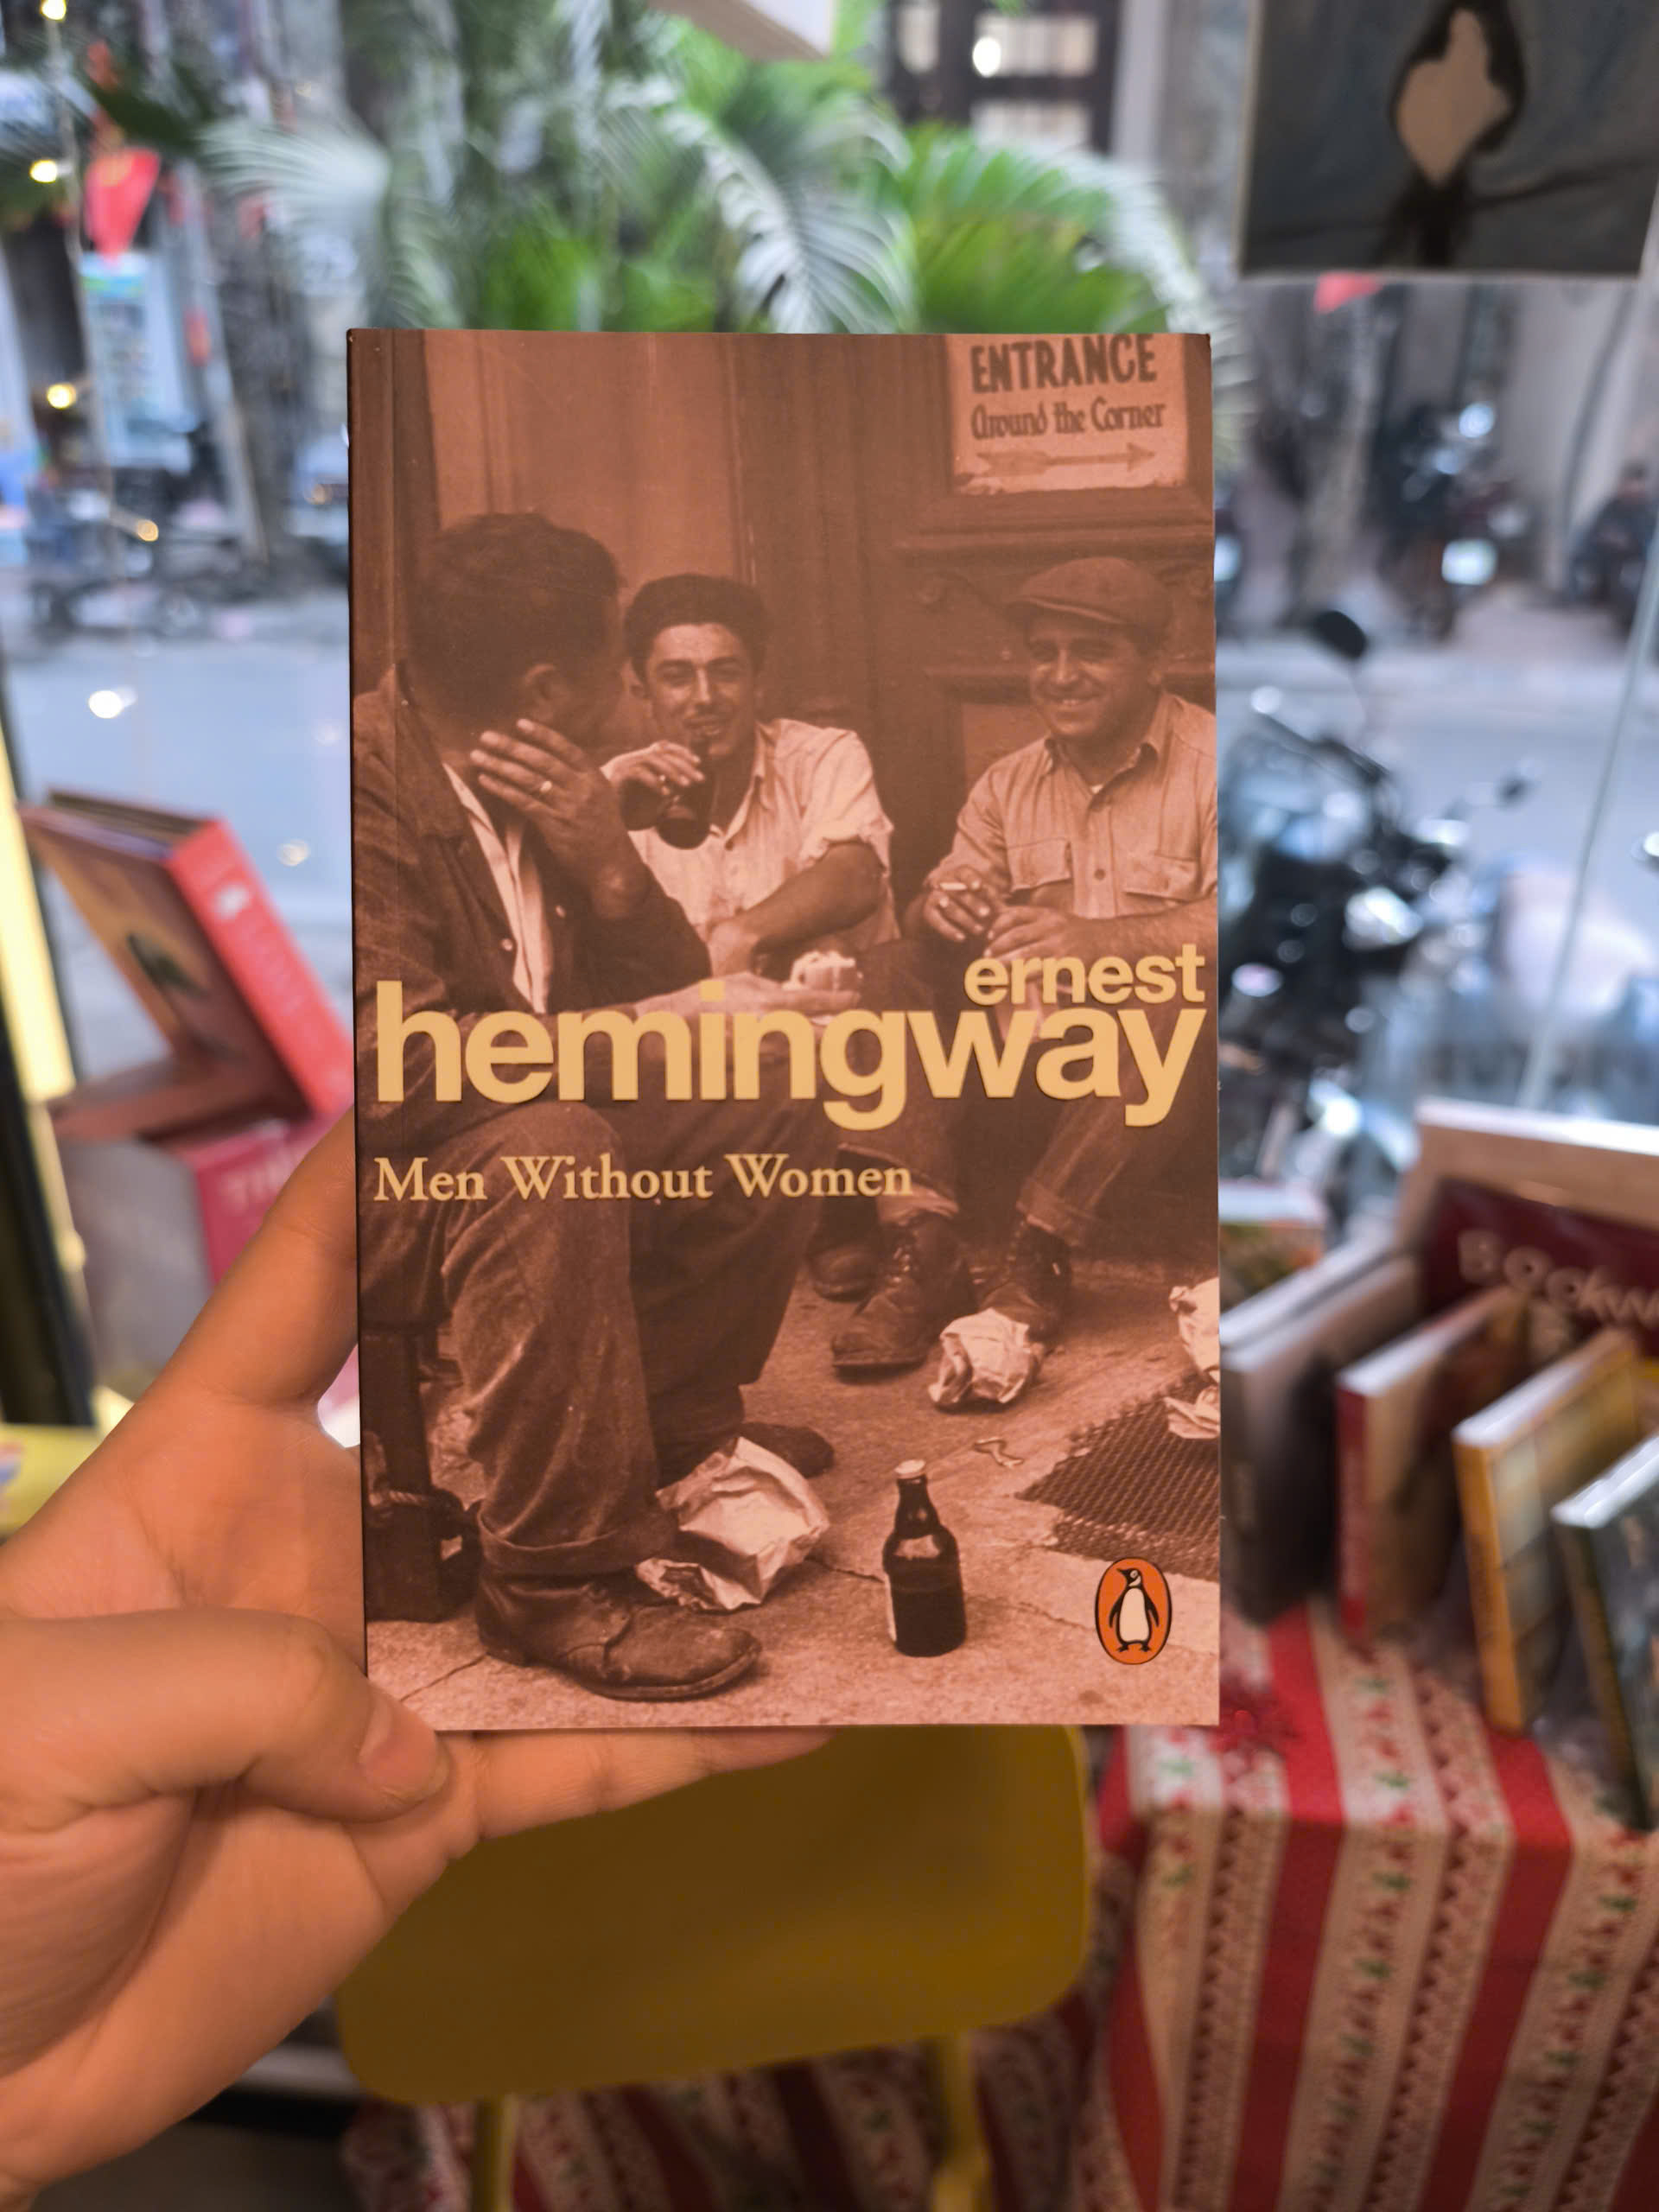 ENTRANCE
Around the Corner
ernest
hemingway
Men Without Women